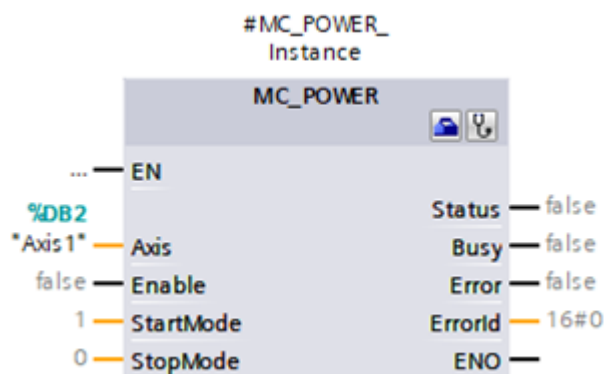 #MC_POWER_
Instance
MC_POWER
... EN
%DB2 Status false
"Axis1" Axis Busy false
false Enable Error false
1 StartMode ErrorId 16#0
0 StopMode ENO